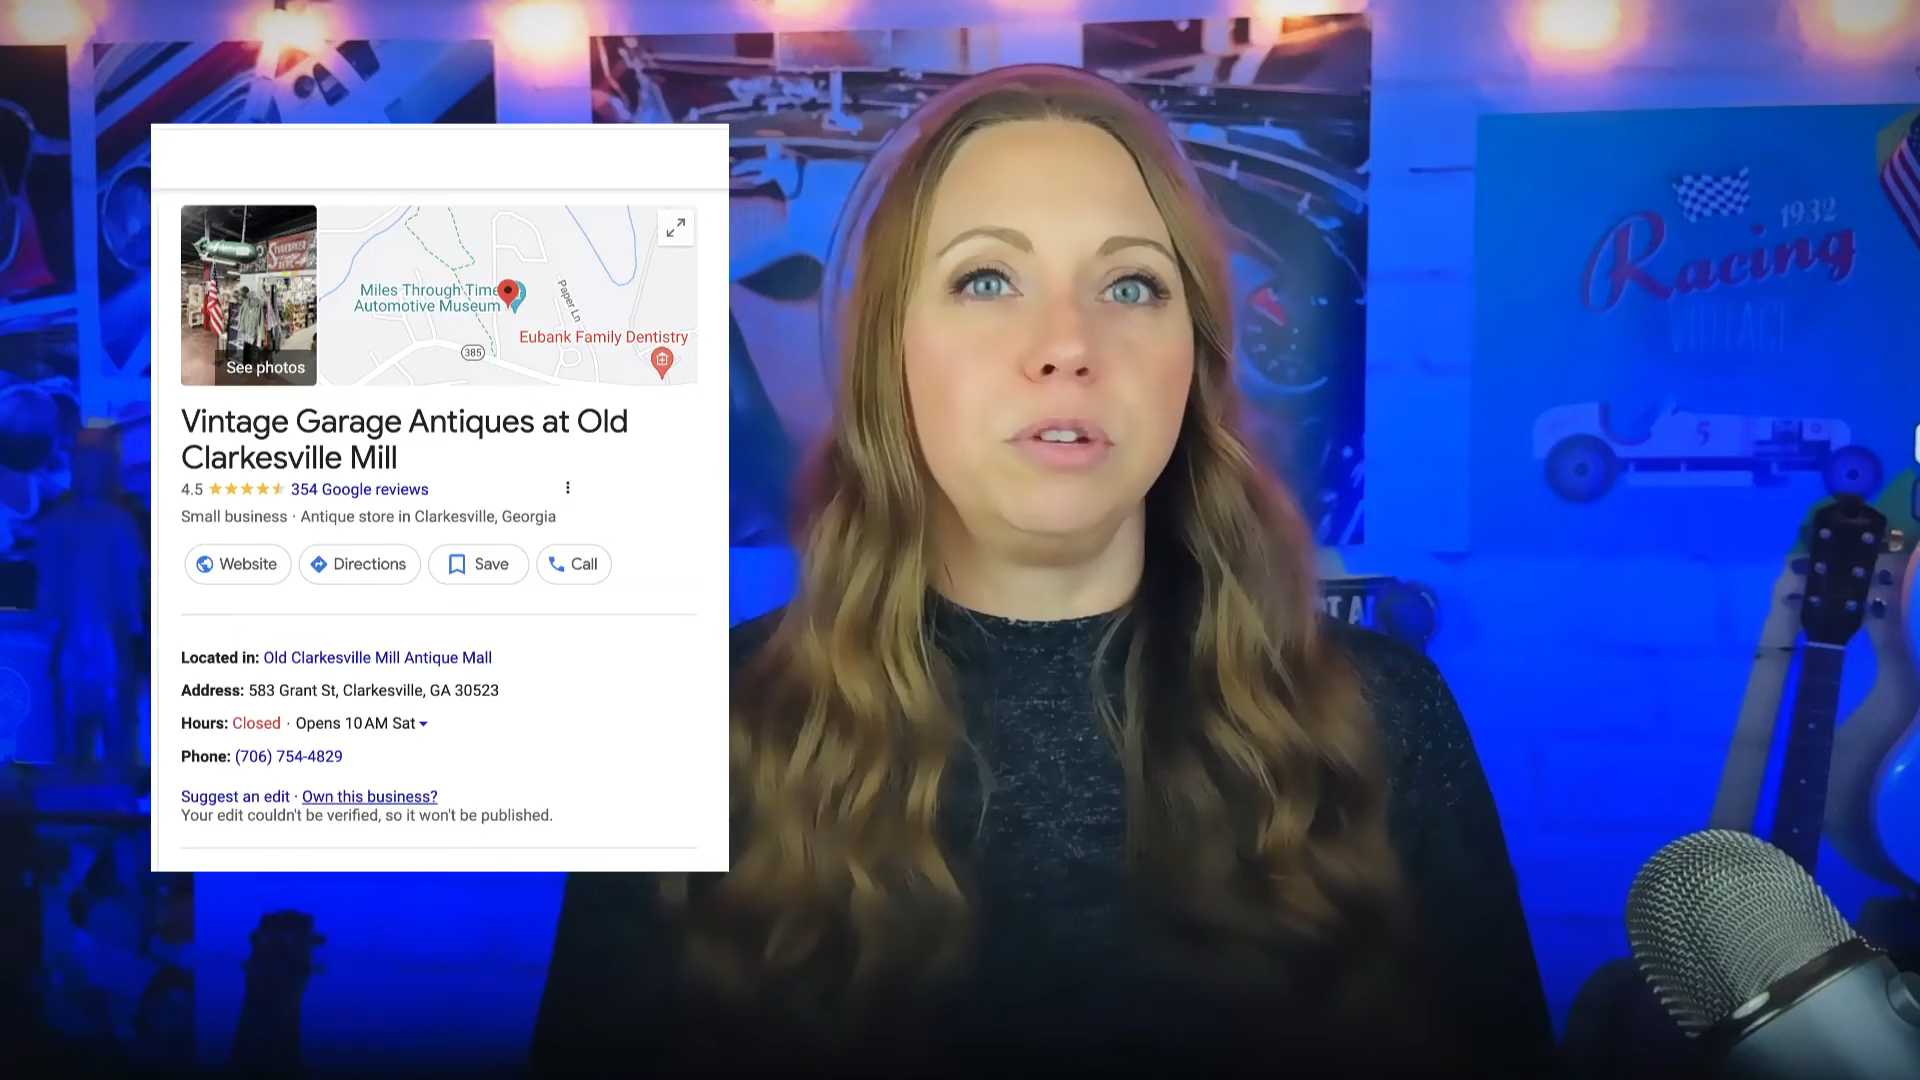 See photos
Miles Through Time
Automotive Museum
Paper Ln
Eubank Family Dentistry
385
Vintage Garage Antiques at Old
Clarkesville Mill
4.5 354 Google reviews
Small business · Antique store in Clarkesville, Georgia
Website Directions Save Call
Located in: Old Clarkesville Mill Antique Mall
Address: 583 Grant St, Clarkesville, GA 30523
Hours: Closed · Opens 10 AM Sat
Phone: (706) 754-4829
Suggest an edit · Own this business?
Your edit couldn't be verified, so it won't be published.
1932
Racing
VILLAGE
5